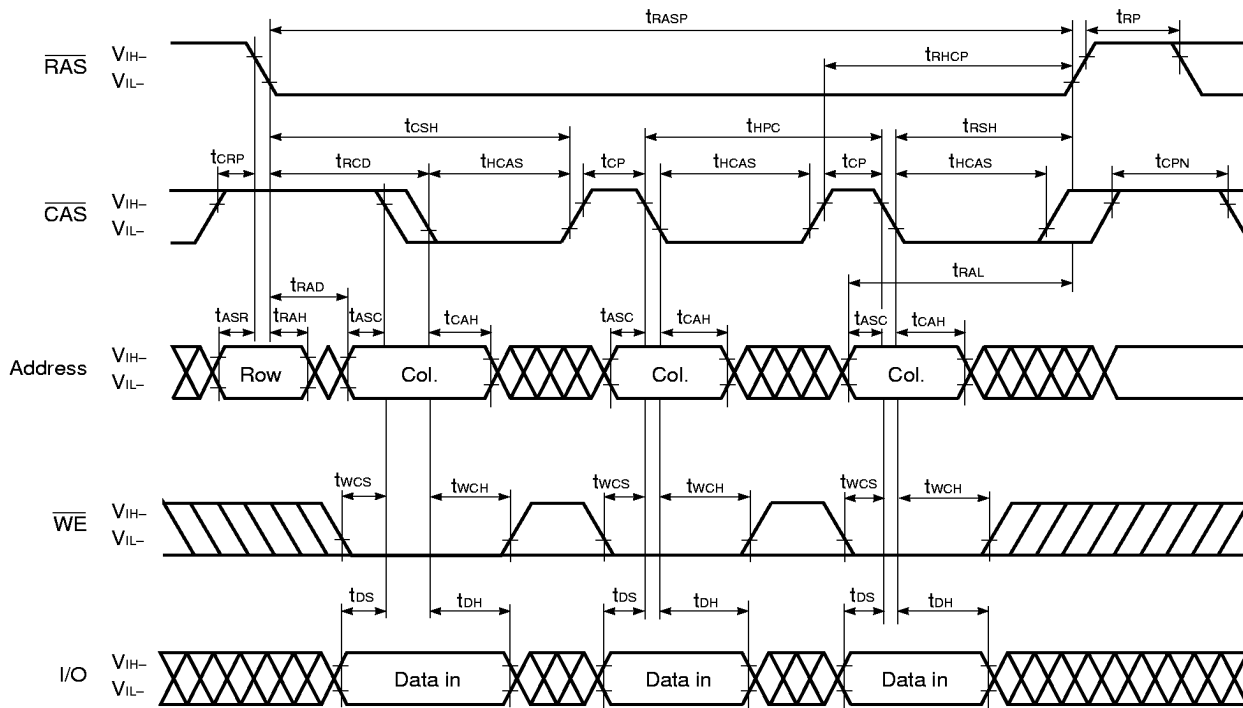 tRASP tRP
RAS VIH– VIL– tRHCP
tCSH tHPC tRSH
tCRP tRCD tHCAS tCP tHCAS tCP tHCAS tCPN
CAS VIH– VIL–
tRAD tRAL
tASR tRAH tASC tCAH tASC tCAH tASC tCAH
Address VIH– VIL– Row Col. Col. Col.
tWCS tWCH tWCS tWCH tWCS tWCH
WE VIH– VIL–
tDS tDH tDS tDH tDS tDH
I/O VIH– VIL– Data in Data in Data in